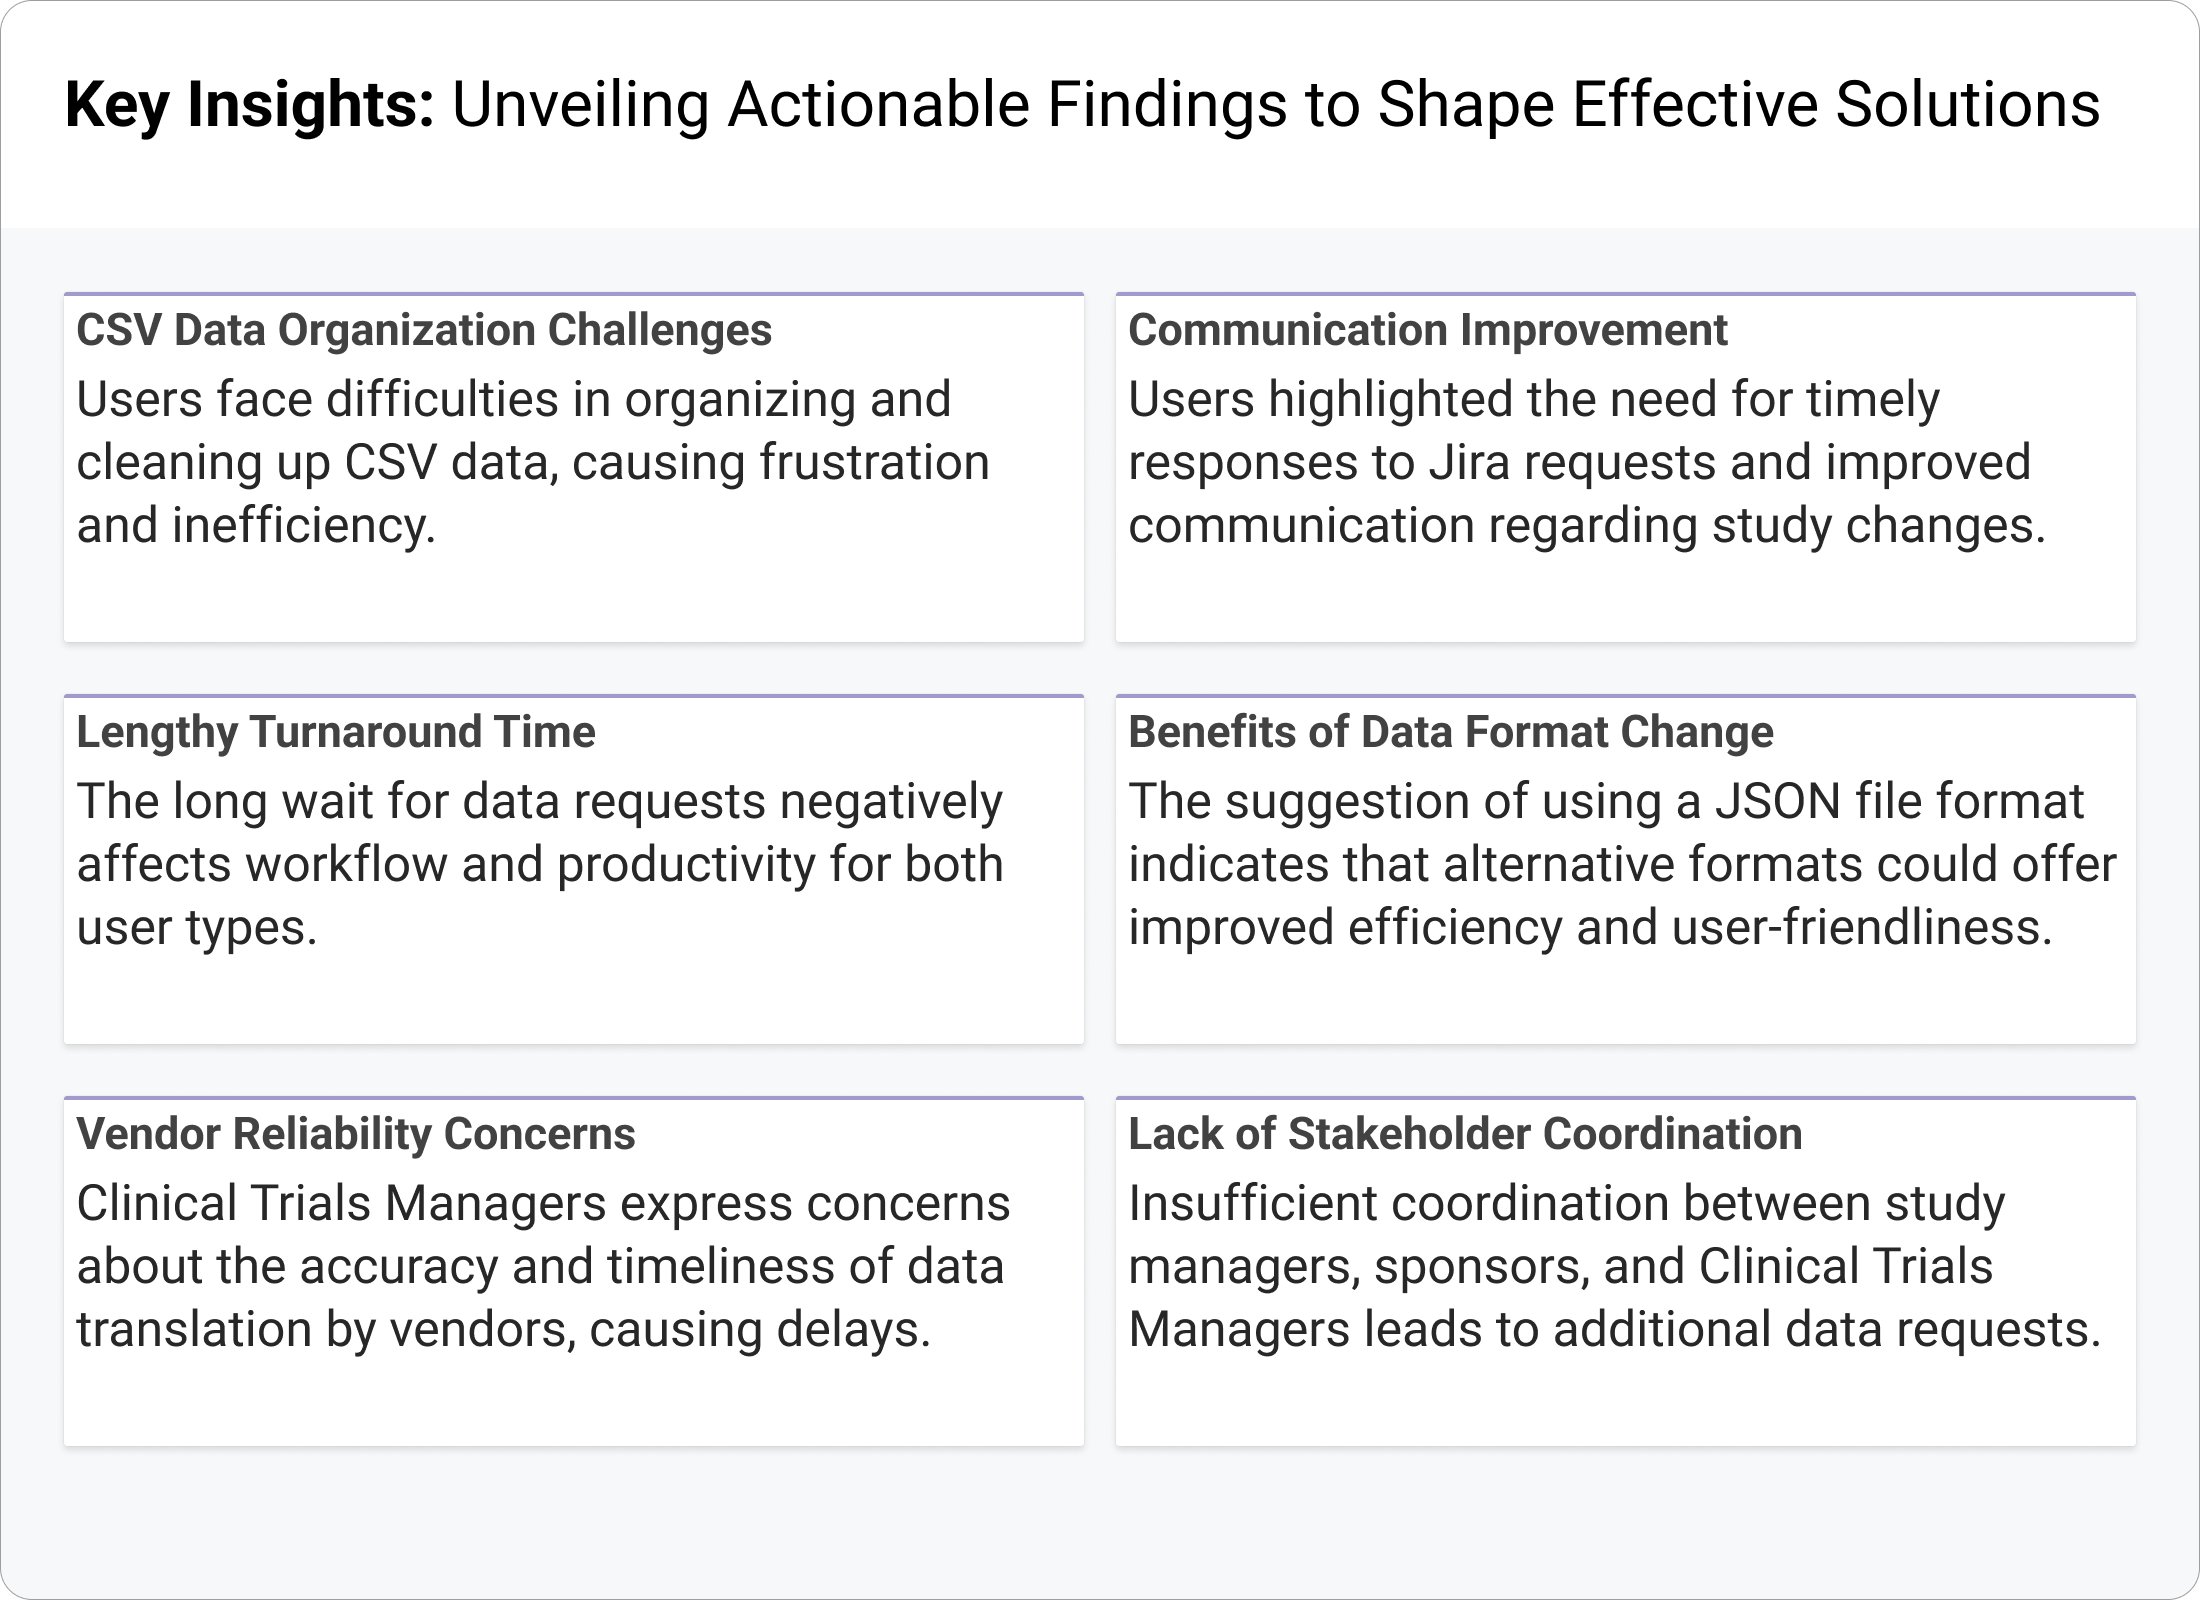 Key Insights: Unveiling Actionable Findings to Shape Effective Solutions
CSV Data Organization Challenges
Users face difficulties in organizing and
cleaning up CSV data, causing frustration
and inefficiency.
Communication Improvement
Users highlighted the need for timely
responses to Jira requests and improved
communication regarding study changes.
Lengthy Turnaround Time
The long wait for data requests negatively
affects workflow and productivity for both
user types.
Benefits of Data Format Change
The suggestion of using a JSON file format
indicates that alternative formats could offer
improved efficiency and user-friendliness.
Vendor Reliability Concerns
Clinical Trials Managers express concerns
about the accuracy and timeliness of data
translation by vendors, causing delays.
Lack of Stakeholder Coordination
Insufficient coordination between study
managers, sponsors, and Clinical Trials
Managers leads to additional data requests.